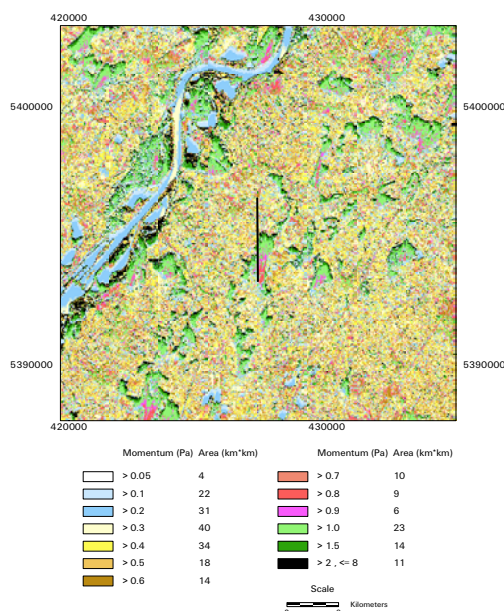 420000 430000
5400000 5400000
5390000 5390000
420000 430000
Momentum (Pa) Area (km*km) Momentum (Pa) Area (km*km)
> 0.05 4 > 0.7 10
> 0.1 22 > 0.8 9
> 0.2 31 > 0.9 6
> 0.3 40 > 1.0 23
> 0.4 34 > 1.5 14
> 0.5 18 > 2 , <= 8 11
> 0.6 14
Scale
Kilometers